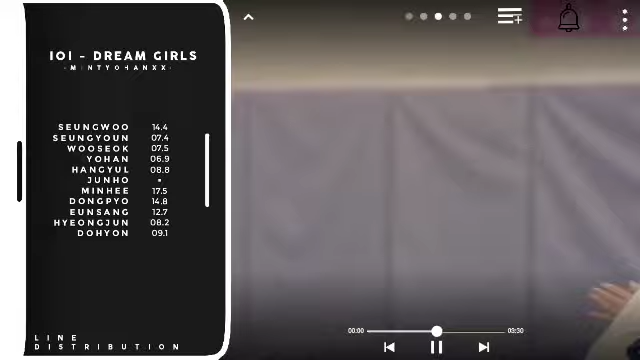 IOI - DREAM GIRLS
-MINTYOHANXX-
SEUNGWOO 14.4
SEUNGYOUN 07.4
WOOSEOK 07.5
YOHAN 06.9
HANGYUL 08.8
JUNHO •
MINHEE 17.5
DONGPYO 14.8
EUNSANG 12.7
HYEONGJUN 08.2
DOHYON 09.1
LINE
DISTRIBUTION
00:00 03:30